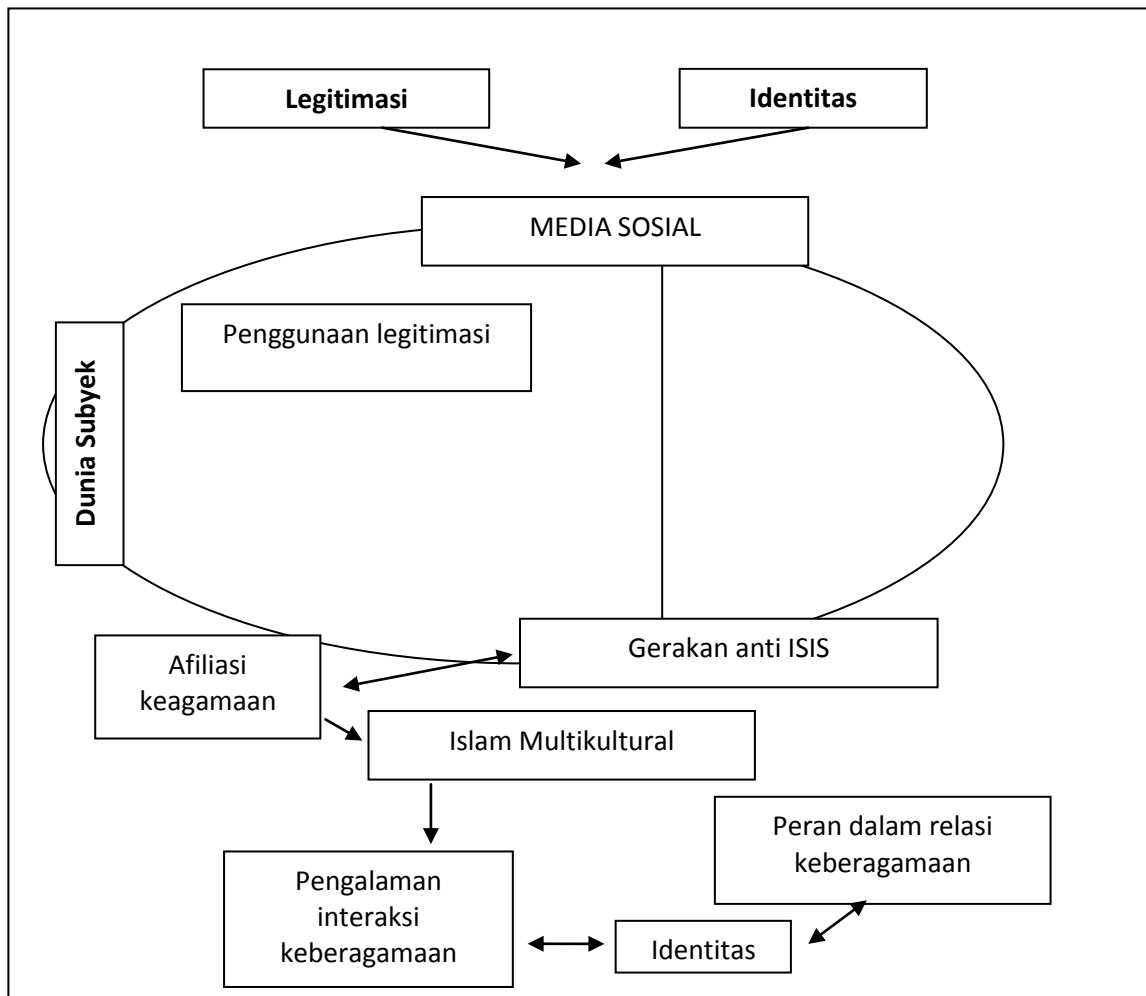 Legitimasi
Identitas
MEDIA SOSIAL
Penggunaan legitimasi
Dunia Subyek
Gerakan anti ISIS
Afiliasi
keagamaan
Islam Multikultural
Peran dalam relasi
keberagamaan
Pengalaman
interaksi
keberagamaan
Identitas